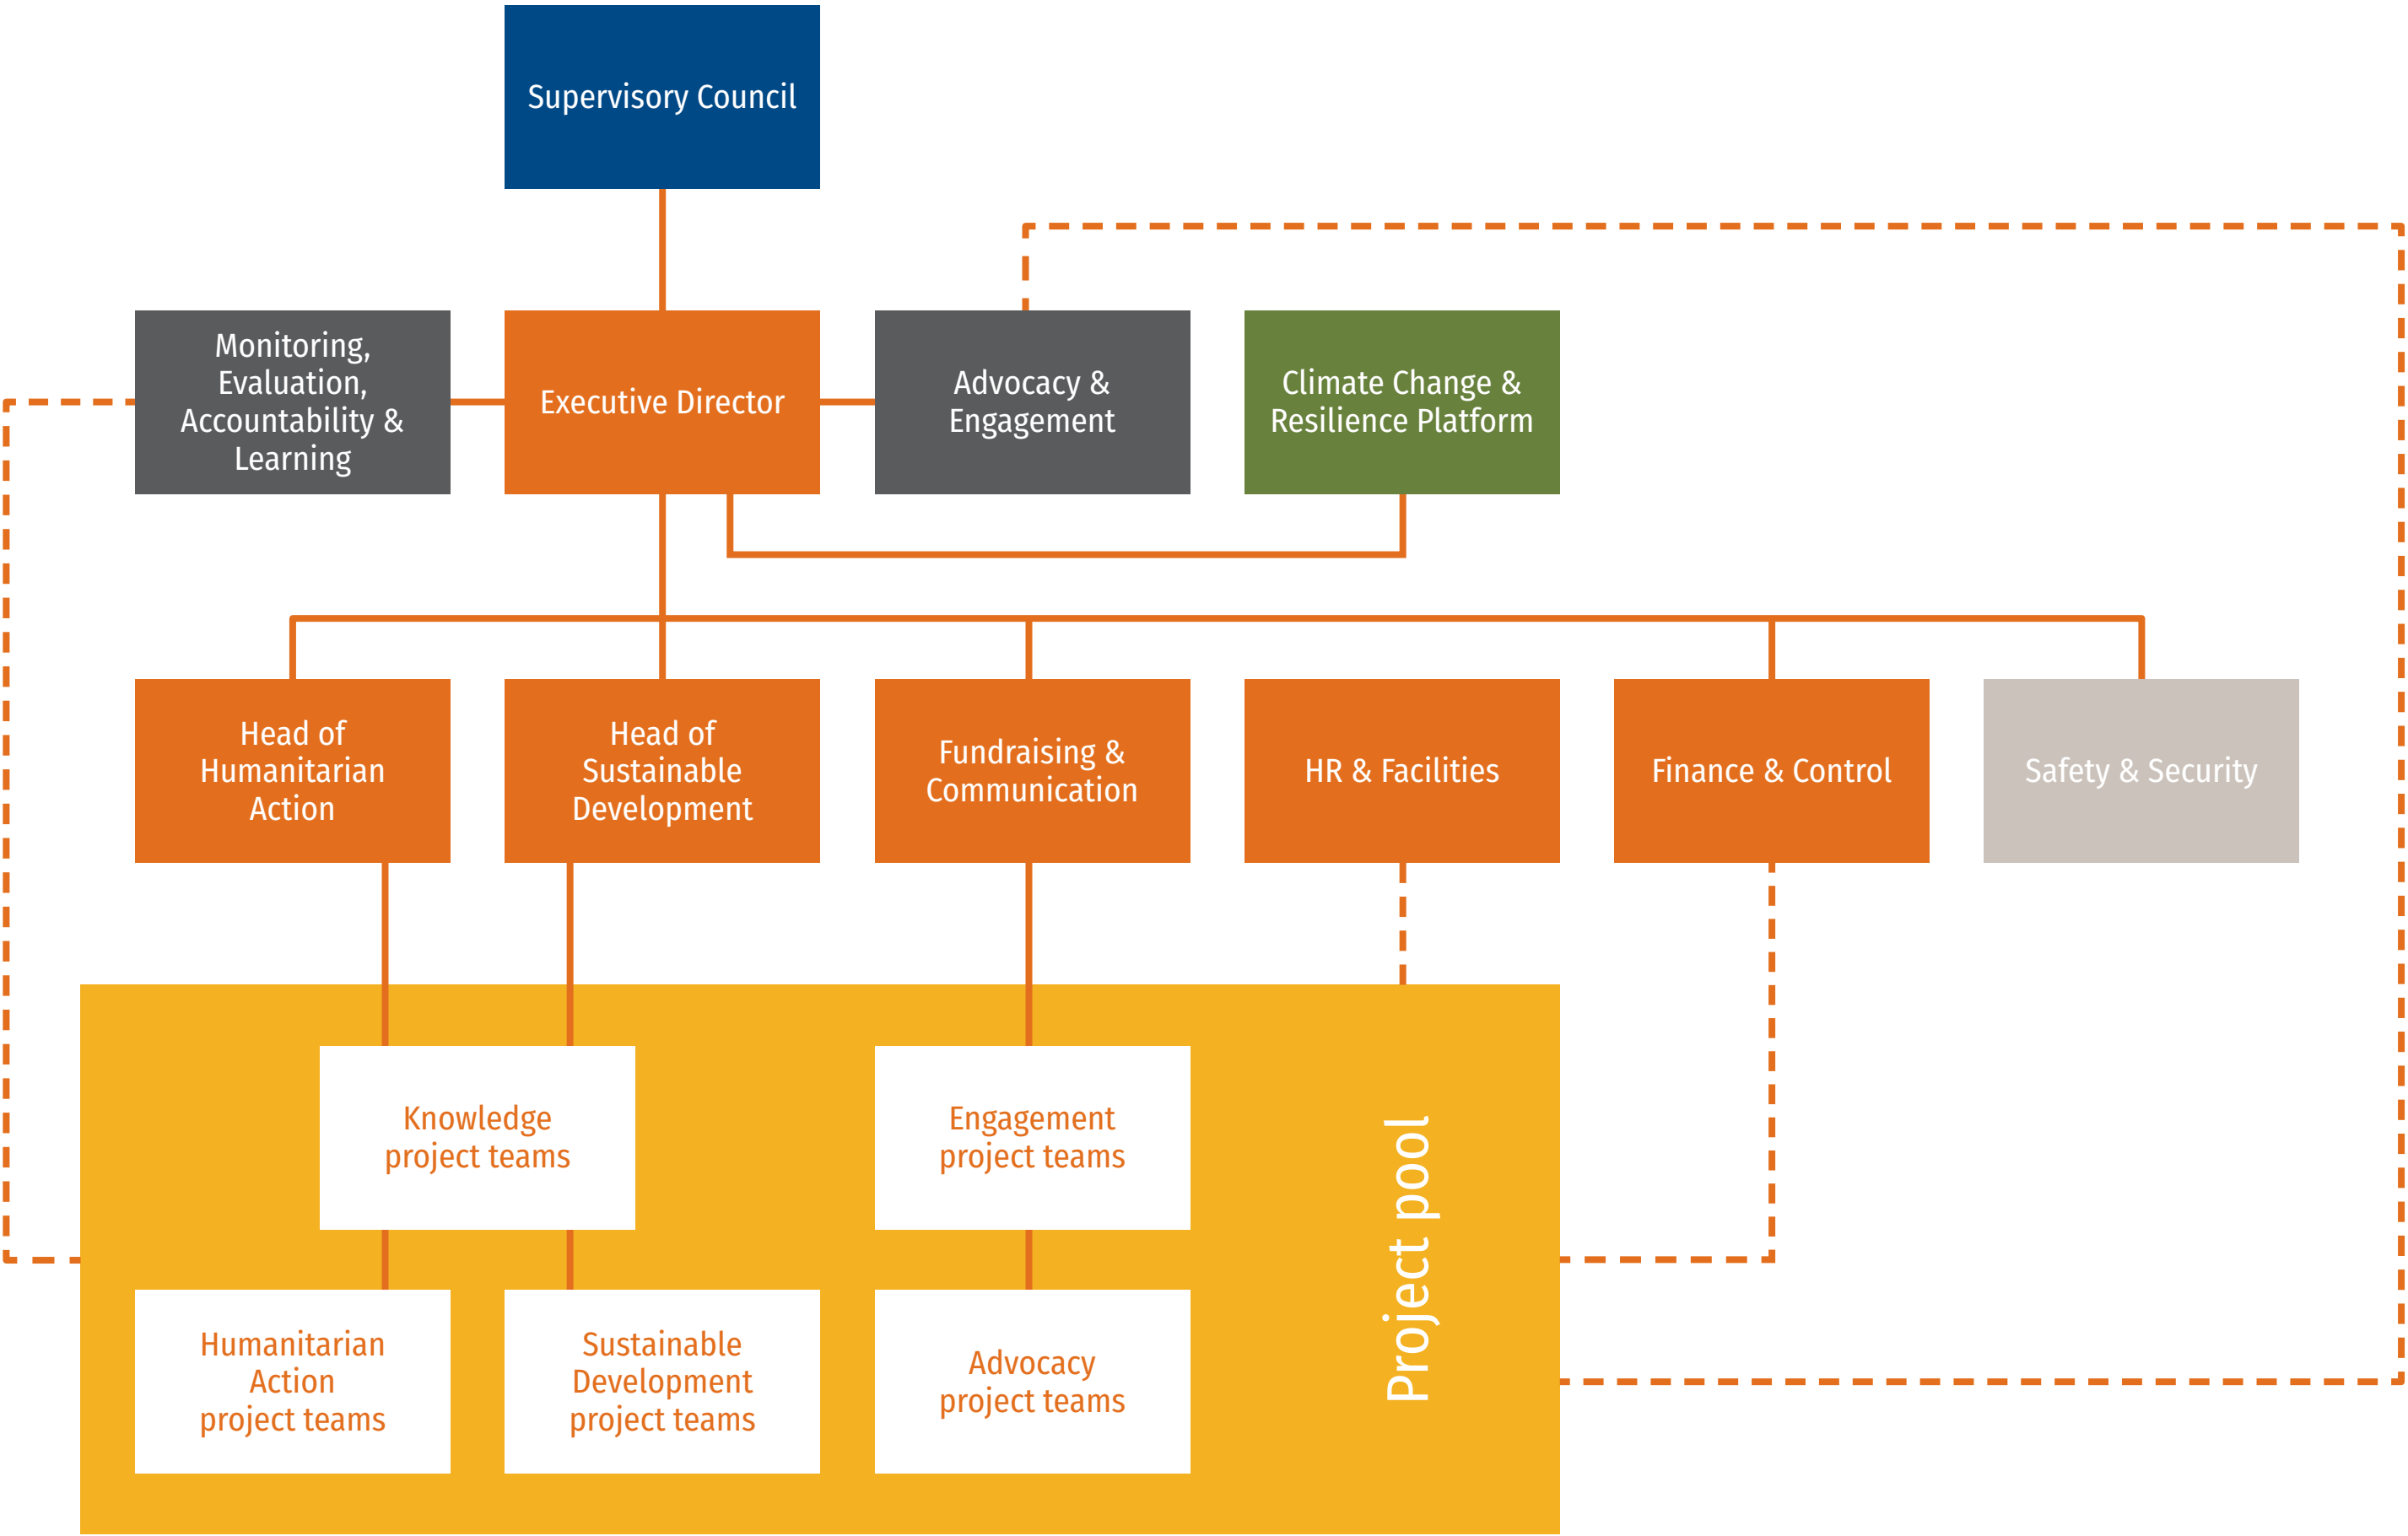 Supervisory Council
Monitoring,
Evaluation,
Accountability &
Learning
Executive Director
Advocacy &
Engagement
Climate Change &
Resilience Platform
Head of
Humanitarian
Action
Head of
Sustainable
Development
Fundraising &
Communication
HR & Facilities
Finance & Control
Safety & Security
Knowledge
project teams
Engagement
project teams
Project pool
Humanitarian
Action
project teams
Sustainable
Development
project teams
Advocacy
project teams